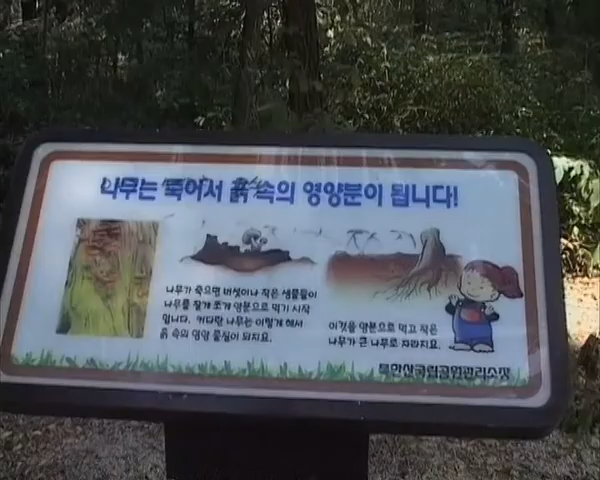 나무는 죽어서 흙 속의 영양분이 됩니다!
나무가 죽으면 버섯이나 작은 생물들이
나무를 잘게 쪼개 영양분으로 먹기 시작
합니다. 커다란 나무는 이렇게 해서
흙 속의 영양 물질이 되지요.
이것을 양분으로 먹고 작은
나무가 큰 나무로 자라지요.
북한산국립공원관리소장